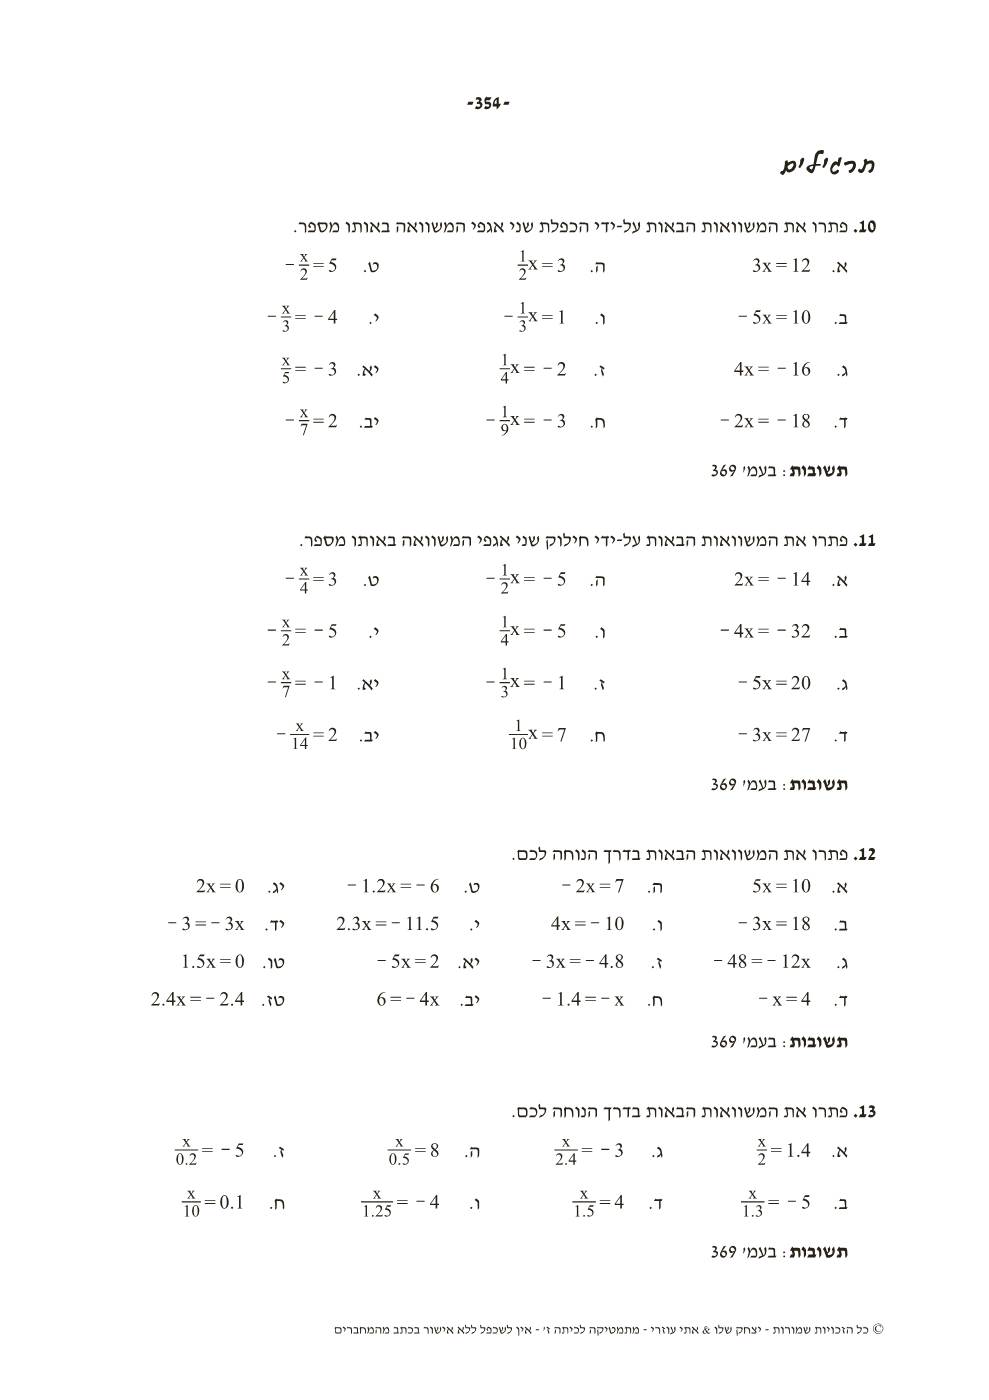 -354-
תרגילים
10. פתרו את המשוואות הבאות על-ידי הכפלת שני אגפי המשוואה באותו מספר.
א. 3x = 12 ה. \frac{1}{2}x = 3 ט. -\frac{x}{2} = 5
ב. -5x = 10 ו. -\frac{1}{3}x = 1 י. -\frac{x}{3} = -4
ג. 4x = -16 ז. \frac{1}{4}x = -2 יא. \frac{x}{5} = -3
ד. -2x = -18 ח. -\frac{1}{9}x = -3 יב. -\frac{x}{7} = 2
תשובות: בעמ' 369
11. פתרו את המשוואות הבאות על-ידי חילוק שני אגפי המשוואה באותו מספר.
א. 2x = -14 ה. -\frac{1}{2}x = -5 ט. -\frac{x}{4} = 3
ב. -4x = -32 ו. \frac{1}{4}x = -5 י. -\frac{x}{2} = -5
ג. -5x = 20 ז. -\frac{1}{3}x = -1 יא. -\frac{x}{7} = -1
ד. -3x = 27 ח. \frac{1}{10}x = 7 יב. -\frac{x}{14} = 2
תשובות: בעמ' 369
12. פתרו את המשוואות הבאות בדרך הנוחה לכם.
א. 5x = 10 ה. -2x = 7 ט. -1.2x = -6 יג. 2x = 0
ב. -3x = 18 ו. 4x = -10 י. 2.3x = -11.5 יד. -3 = -3x
ג. -48 = -12x ז. -3x = -4.8 יא. -5x = 2 טו. 1.5x = 0
ד. -x = 4 ח. -1.4 = -x יב. 6 = -4x טז. 2.4x = -2.4
תשובות: בעמ' 369
13. פתרו את המשוואות הבאות בדרך הנוחה לכם.
א. \frac{x}{2} = 1.4 ג. \frac{x}{2.4} = -3 ה. \frac{x}{0.5} = 8 ז. \frac{x}{0.2} = -5
ב. \frac{x}{1.3} = -5 ד. \frac{x}{1.5} = 4 ו. \frac{x}{1.25} = -4 ח. \frac{x}{10} = 0.1
תשובות: בעמ' 369
© כל הזכויות שמורות - יצחק שלו & אתי עוזרי - מתמטיקה לכיתה ז' - אין לשכפל ללא אישור בכתב מהמחברים